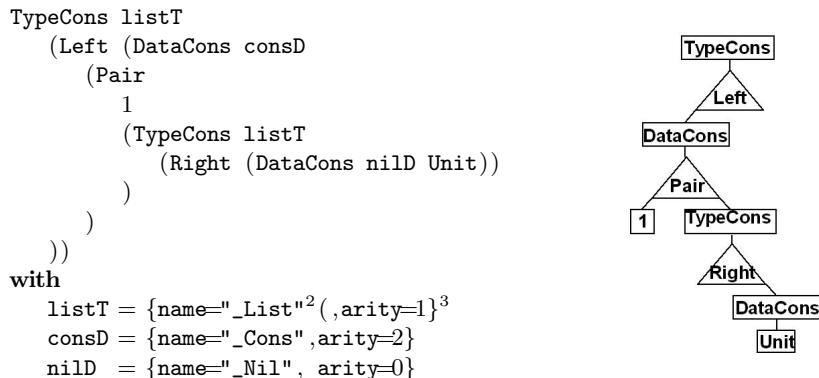 TypeCons listT
(Left (DataCons consD
(Pair
1
(TypeCons listT
(Right (DataCons nilD Unit))
)
)
))
with
listT = {name="_List"²( ,arity=1}³
consD = {name="_Cons",arity=2}
nilD = {name="_Nil", arity=0}
TypeCons
Left
DataCons
Pair
1 TypeCons
Right
DataCons
Unit